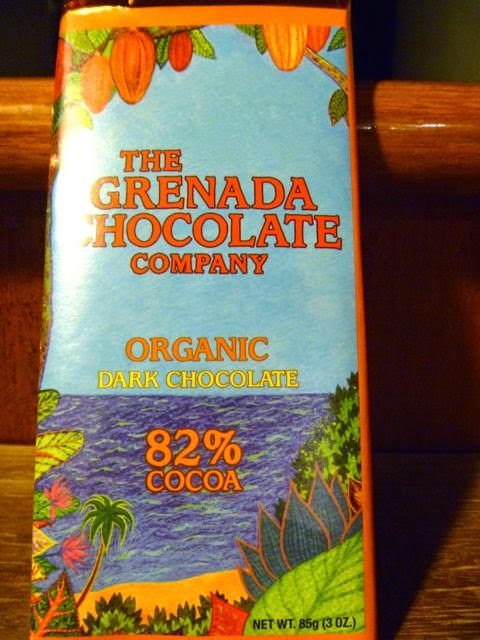 THE
GRENADA
CHOCOLATE
COMPANY
ORGANIC
DARK CHOCOLATE
82%
COCOA
NET WT. 85g (3 OZ.)